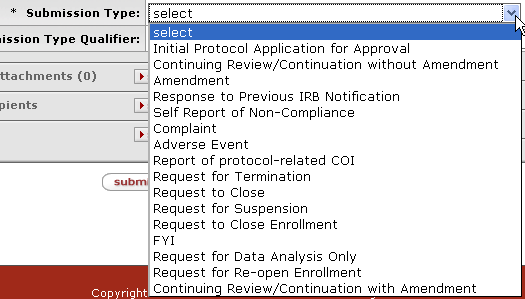 * Submission Type: select
select
ission Type Qualifier:
Initial Protocol Application for Approval
Continuing Review/Continuation without Amendment
ttachments (0)
Amendment
Response to Previous IRB Notification
ipients
Self Report of Non-Compliance
Complaint
Adverse Event
Report of protocol-related COI
Request for Termination
subm
Request to Close
Request for Suspension
Request to Close Enrollment
FYI
Request for Data Analysis Only
Request for Re-open Enrollment
Copyright
Continuing Review/Continuation with Amendment